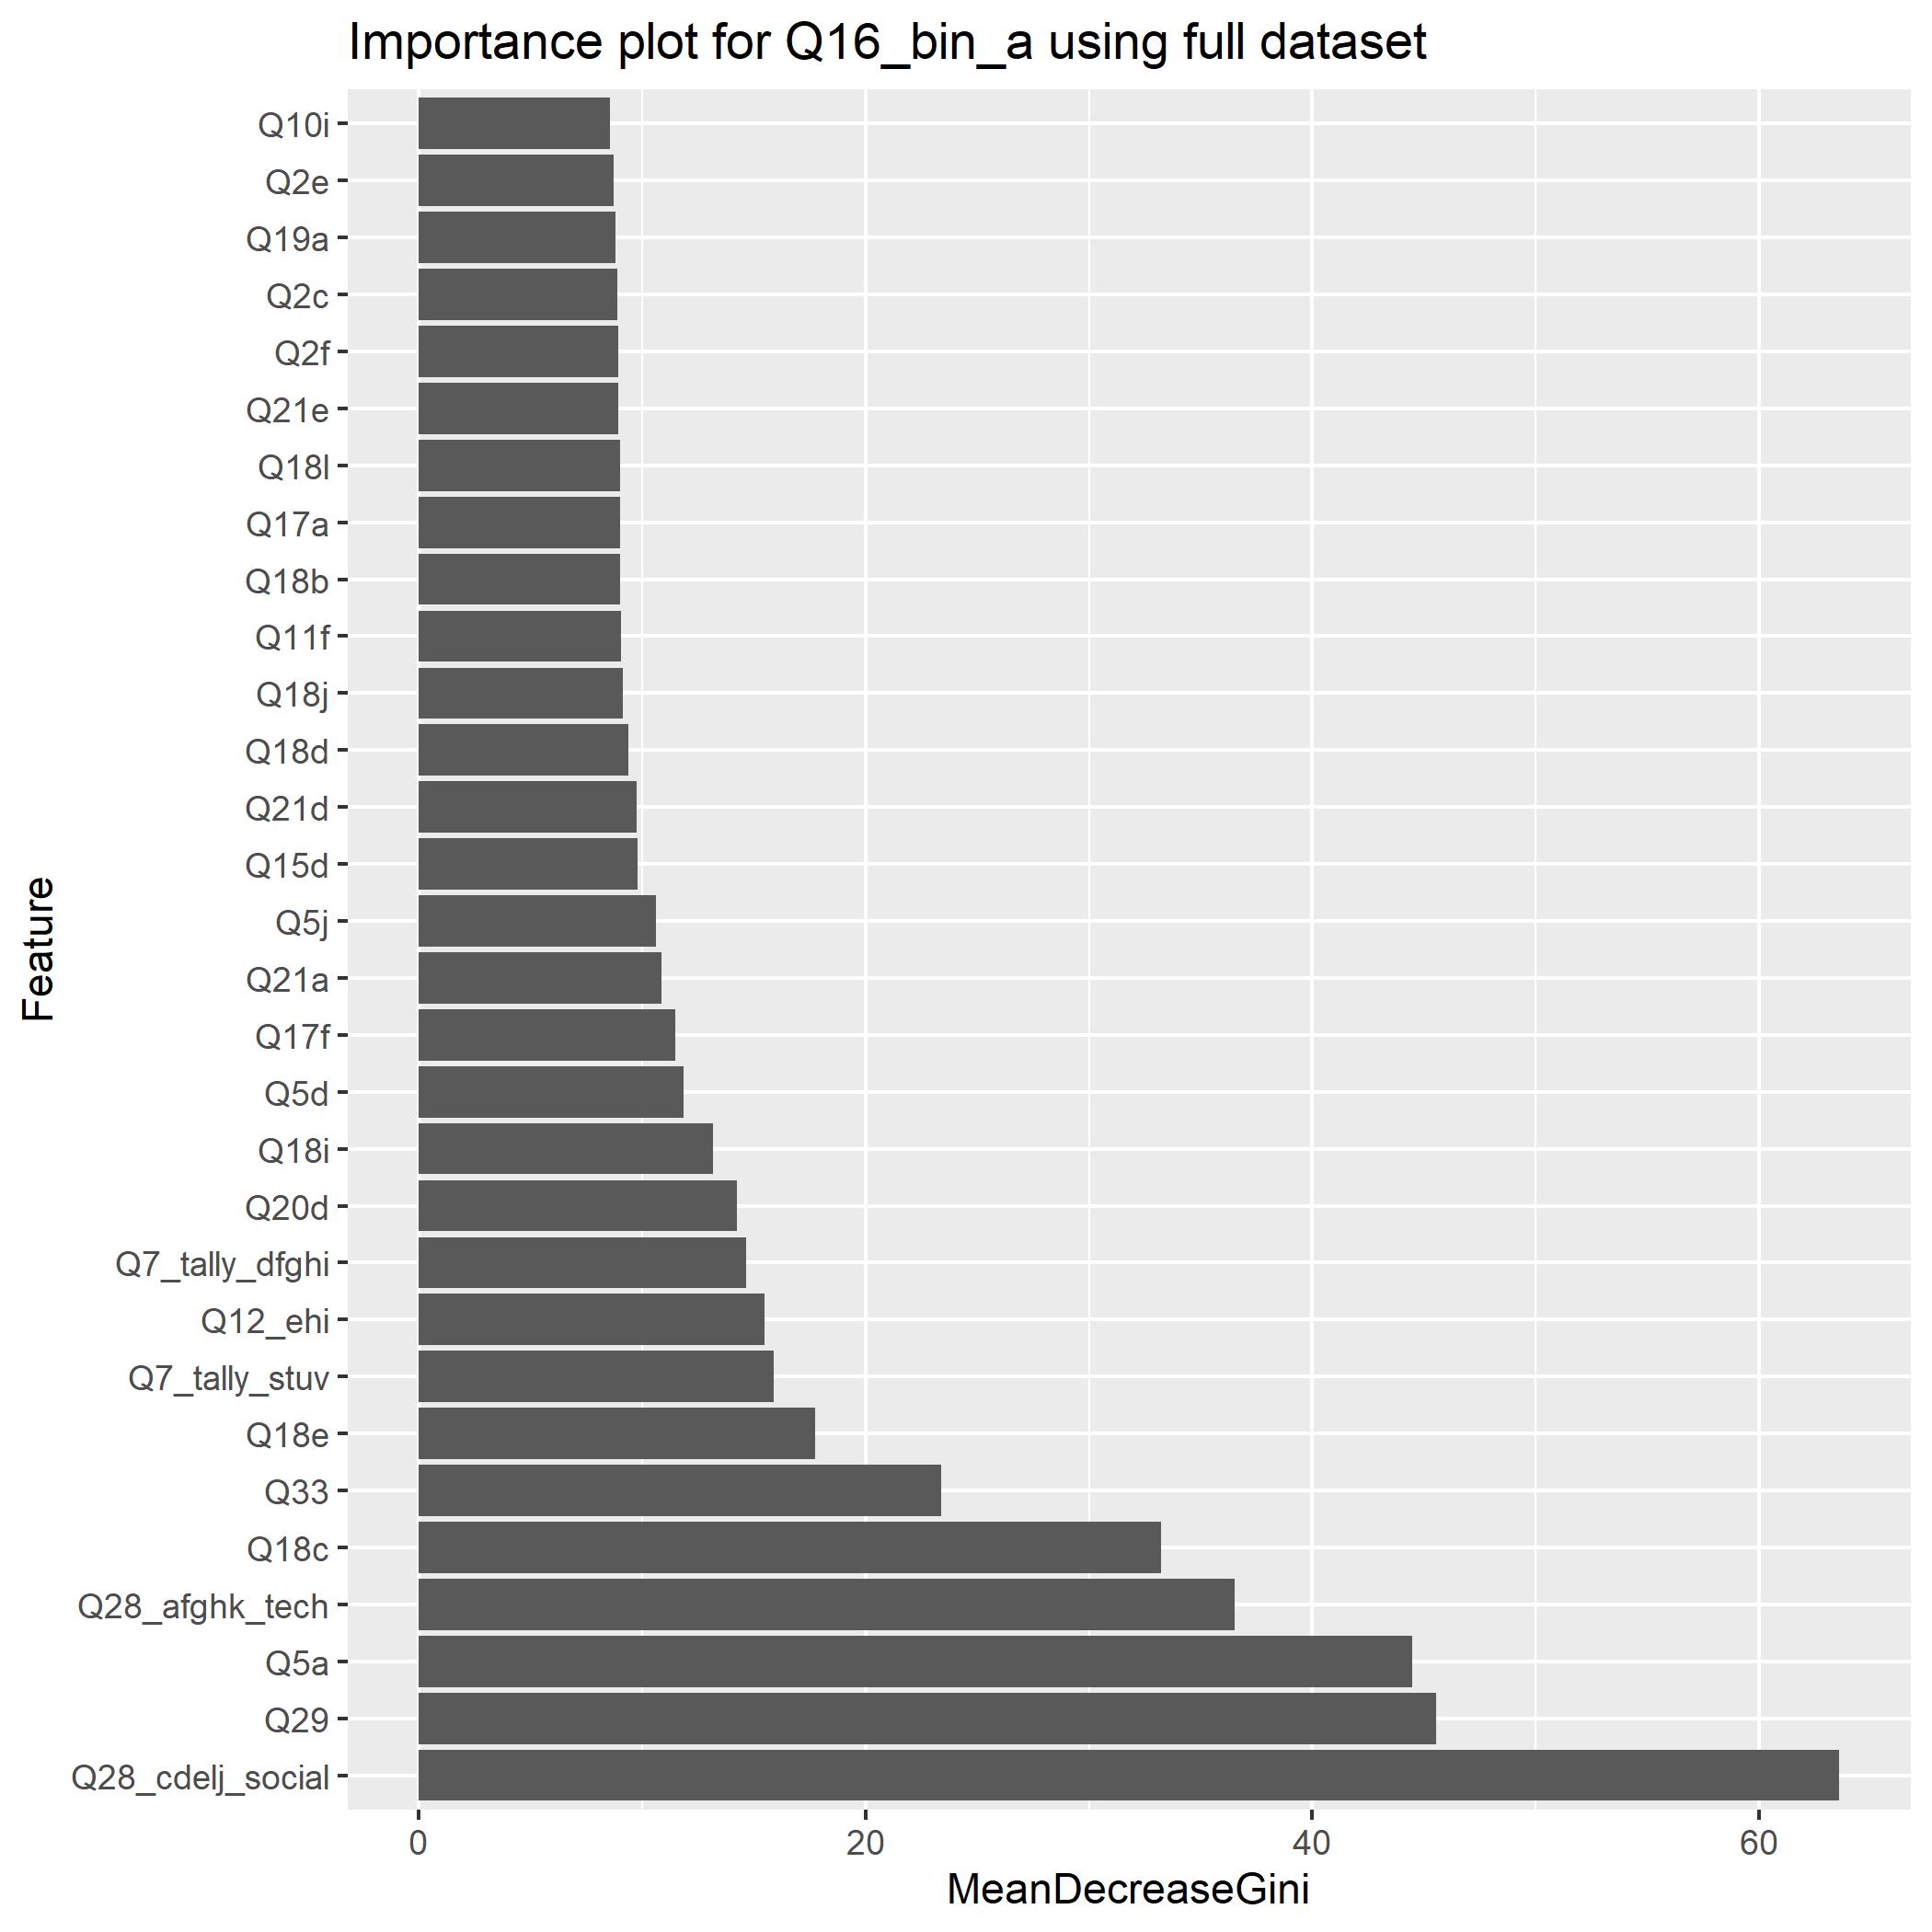 Importance plot for Q16_bin_a using full dataset
Q10i
Q2e
Q19a
Q2c
Q2f
Q21e
Q18l
Q17a
Q18b
Q11f
Q18j
Q18d
Q21d
Q15d
Q5j
Q21a
Q17f
Q5d
Q18i
Q20d
Q7_tally_dfghi
Q12_ehi
Q7_tally_stuv
Q18e
Q33
Q18c
Q28_afghk_tech
Q5a
Q29
Q28_cdelj_social
Feature
0 20 40 60
MeanDecreaseGini